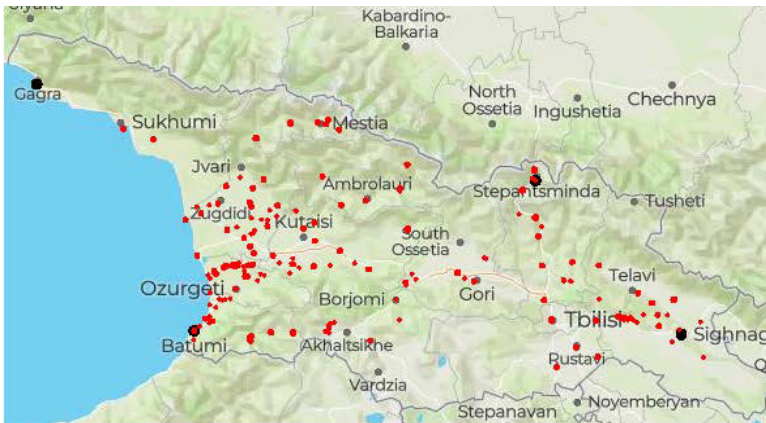 Kabardino-
Balkaria
Gagra
Sukhumi
Mestia
North
Ossetia
Ingushetia
Chechnya
Jvari
Ambrolauri
Stepantsminda
Tusheti
Zugdidi
Kutaisi
South
Ossetia
Ozurgeti
Borjomi
Gori
Telavi
Tbilisi
Batumi
Akhaltsikhe
Sighnag
Rustavi
Vardzia
Stepanavan
Noyemberyan